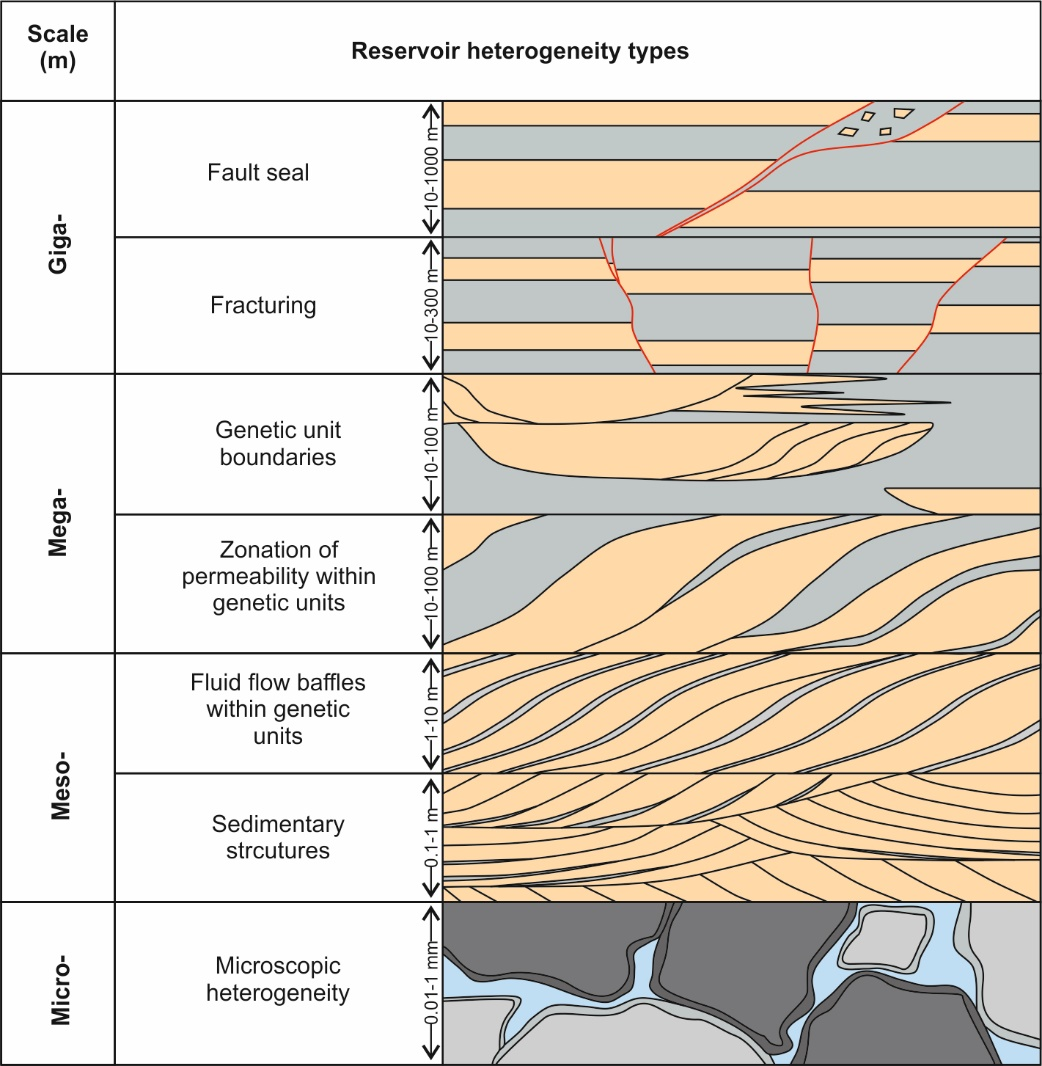 Scale
(m)
Reservoir heterogeneity types
Giga-
Fault seal
10-1000 m
Fracturing
10-300 m
Mega-
Genetic unit
boundaries
10-100 m
Zonation of
permeability within
genetic units
10-100 m
Meso-
Fluid flow baffles
within genetic
units
1-10 m
Sedimentary
strcutures
0.1-1 m
Micro-
Microscopic
heterogeneity
0.01-1 mm